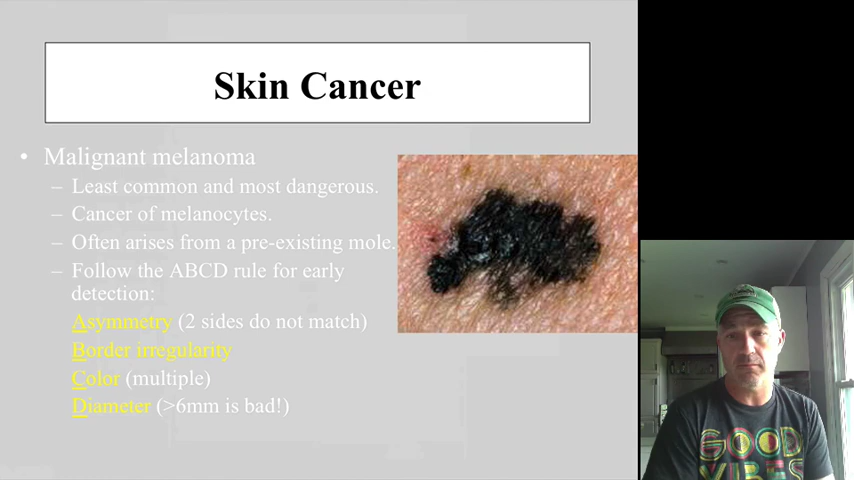 Skin Cancer
• Malignant melanoma
– Least common and most dangerous.
– Cancer of melanocytes.
– Often arises from a pre-existing mole.
– Follow the ABCD rule for early
detection:
Asymmetry (2 sides do not match)
Border irregularity
Color (multiple)
Diameter (>6mm is bad!)
GOOD
VIBES